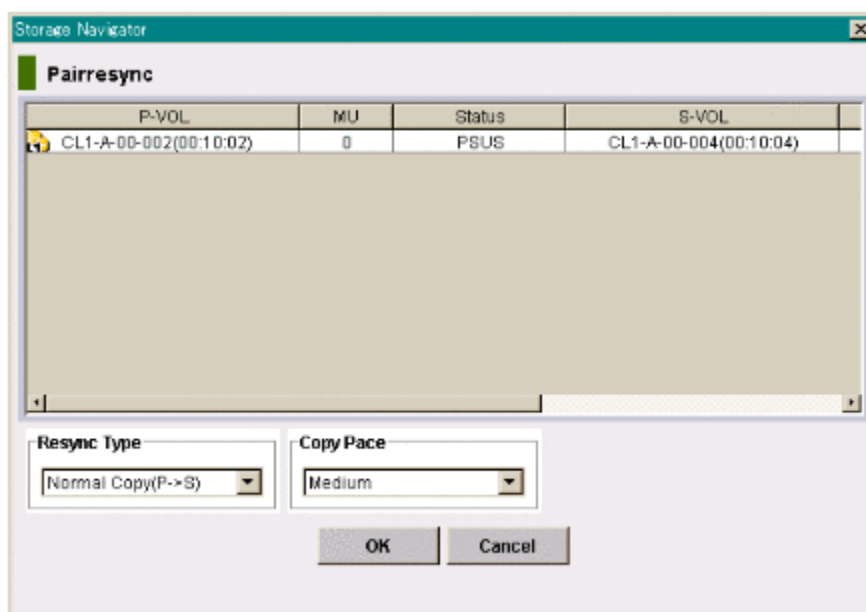 Storage Navigator
Pairresync
P-VOL MU Status S-VOL
CL1-A-00-002(00:10:02) 0 PSUS CL1-A-00-004(00:10:04)
Resync Type Copy Pace
Normal Copy(P->S) Medium
OK Cancel